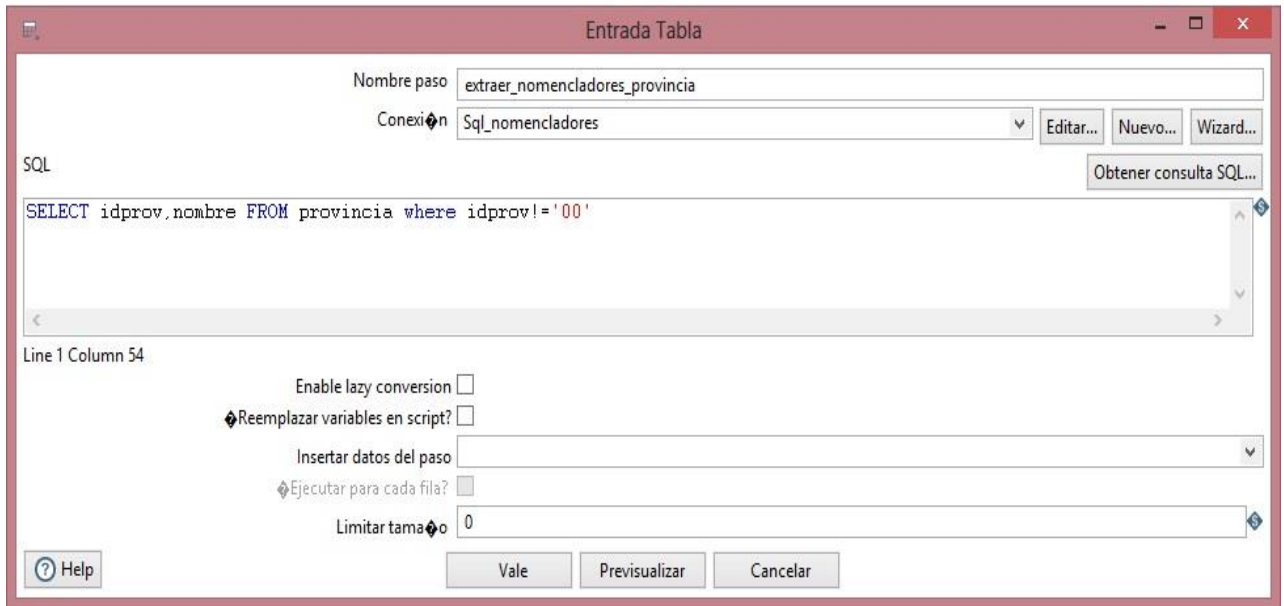 Entrada Tabla
Nombre paso extraer_nomencladores_provincia
Conexi�n Sql_nomencladores Editar... Nuevo... Wizard...
SQL Obtener consulta SQL...
SELECT idprov,nombre FROM provincia where idprov!='00'
Line 1 Column 54
Enable lazy conversion
�Reemplazar variables en script?
Insertar datos del paso
�Ejecutar para cada fila?
Limitar tama�o 0
Help Vale Previsualizar Cancelar